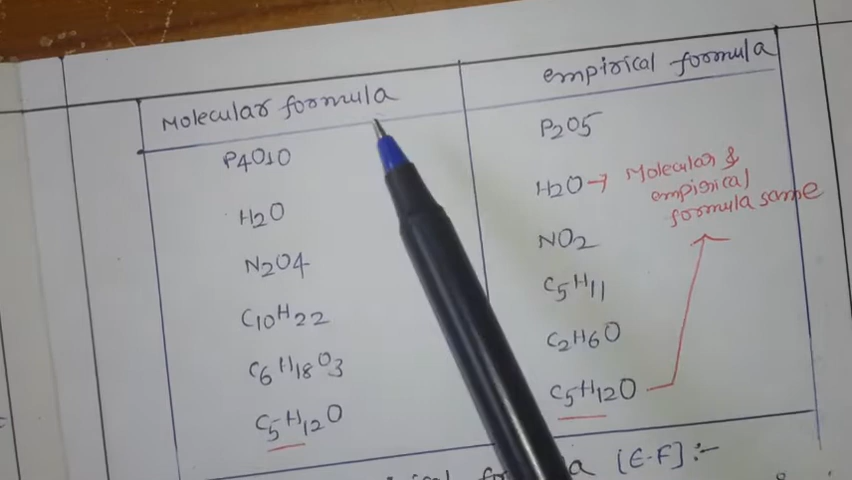 Molecular formula empirical formula
P4O10 P2O5
H2O H2O → Molecular &
empirical
formula same
N2O4 NO2
C10H22 C5H11
C6H18O3 C2H6O
C5H12O C5H12O
[E.F] :-